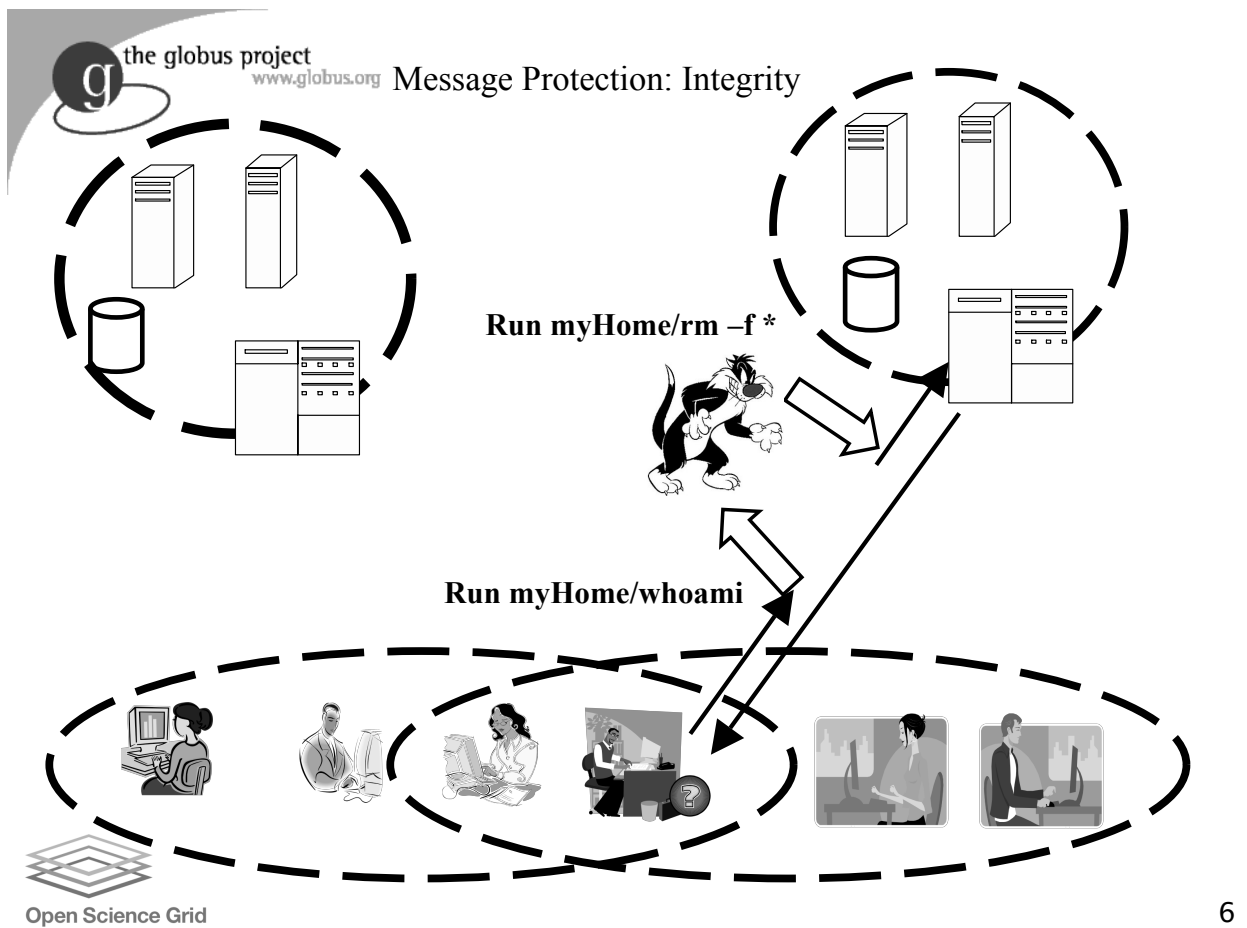 the globus project
www.globus.org
Message Protection: Integrity
g
Run myHome/rm –f *
Run myHome/whoami
?
Open Science Grid
6